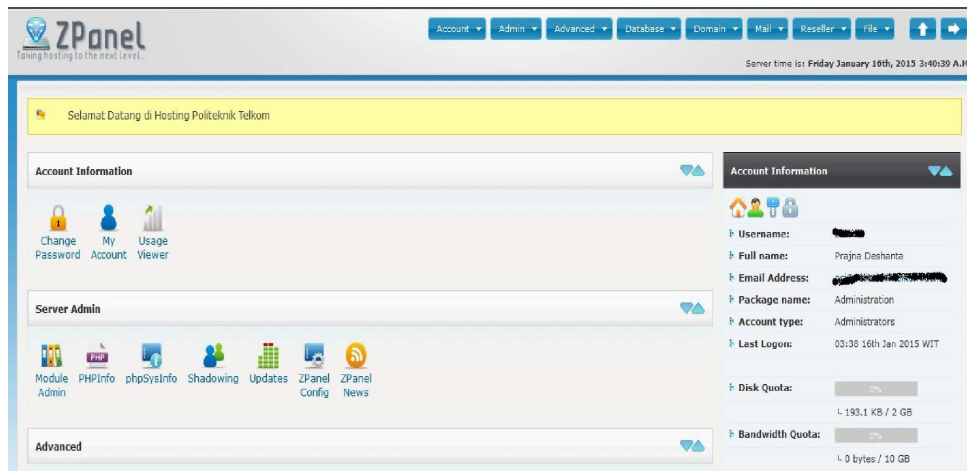 ZPanel
Taking hosting to the next level...
Account Admin Advanced Database Domain Mail Reseller File
Server time is: Friday January 16th, 2015 3:40:39 A.M
Selamat Datang di Hosting Politeknik Telkom
Account Information
Change Password
My Account
Usage Viewer
Server Admin
Module Admin
PHPInfo
phpSysInfo
Shadowing
Updates
ZPanel Config
ZPanel News
Advanced
Account Information
Username:
Full name: Prajna Deshanta
Email Address:
Package name: Administration
Account type: Administrators
Last Logon: 03:38 16th Jan 2015 WIT
Disk Quota: 0%
193.1 KB / 2 GB
Bandwidth Quota: 0%
0 bytes / 10 GB